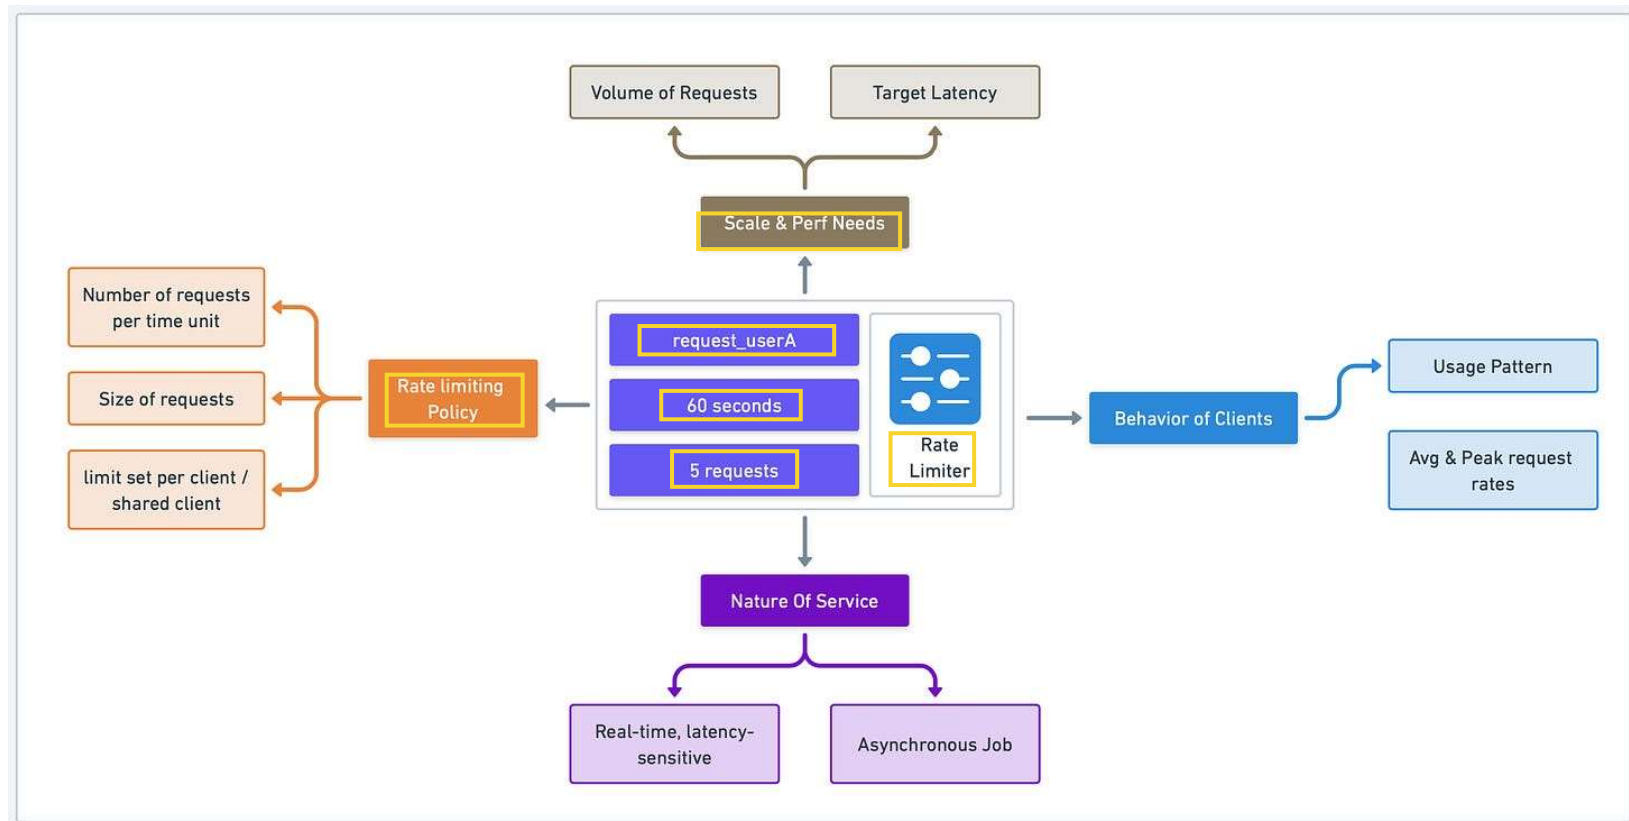 Volume of Requests
Target Latency
Scale & Perf Needs
Number of requests
per time unit
Size of requests
limit set per client /
shared client
Rate limiting
Policy
request_userA
60 seconds
5 requests
Rate
Limiter
Behavior of Clients
Usage Pattern
Avg & Peak request
rates
Nature Of Service
Real-time, latency-
sensitive
Asynchronous Job